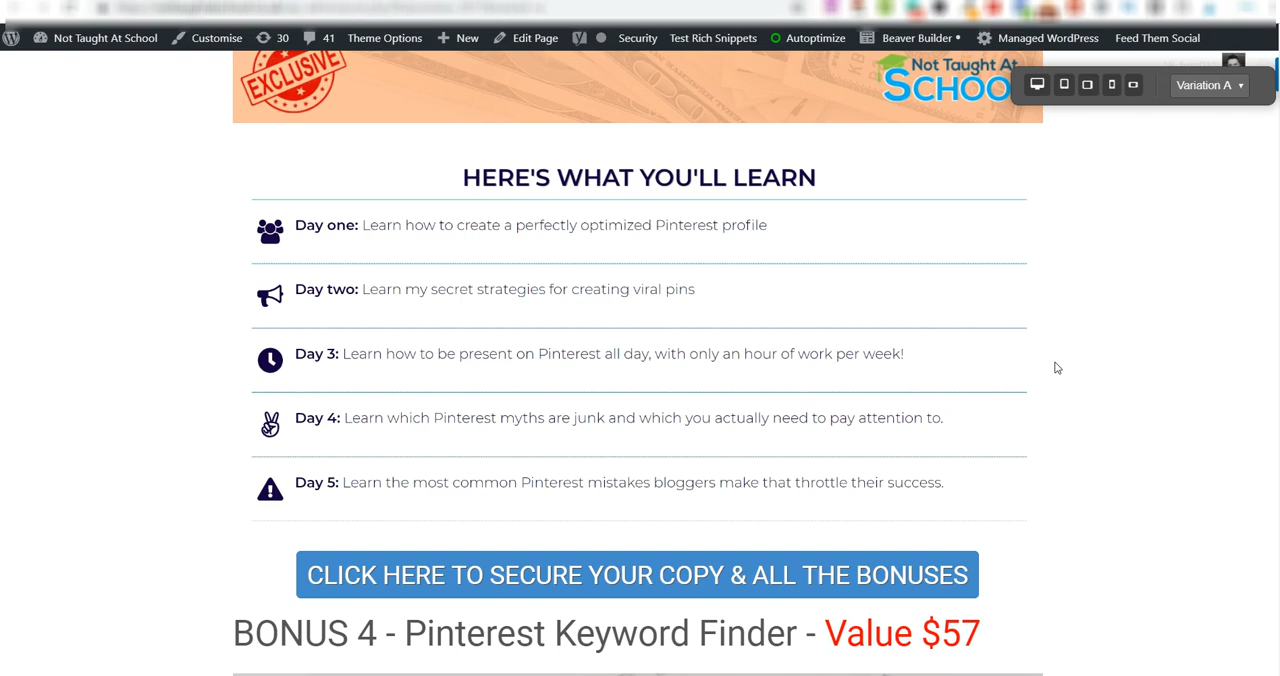 Not Taught At School Customise 30 41 Theme Options New Edit Page Security Test Rich Snippets Autoptimize Beaver Builder Managed WordPress Feed Them Social
EXCLUSIVE
Not Taught At
SCHOO
Variation A
HERE'S WHAT YOU'LL LEARN
Day one: Learn how to create a perfectly optimized Pinterest profile
Day two: Learn my secret strategies for creating viral pins
Day 3: Learn how to be present on Pinterest all day, with only an hour of work per week!
Day 4: Learn which Pinterest myths are junk and which you actually need to pay attention to.
Day 5: Learn the most common Pinterest mistakes bloggers make that throttle their success.
CLICK HERE TO SECURE YOUR COPY & ALL THE BONUSES
BONUS 4 - Pinterest Keyword Finder - Value $57